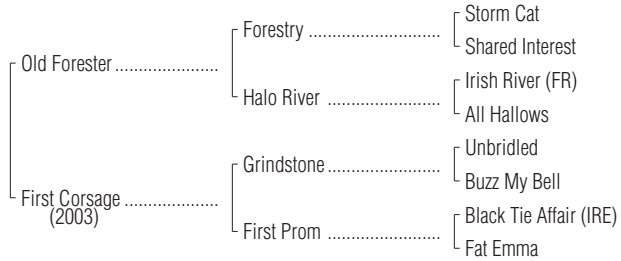 Storm Cat
Forestry ............................
Shared Interest
Old Forester ......................
Irish River (FR)
Halo River ........................
All Hallows
Unbridled
Grindstone ........................
Buzz My Bell
First Corsage ....................
(2003)
Black Tie Affair (IRE)
First Prom ........................
Fat Emma